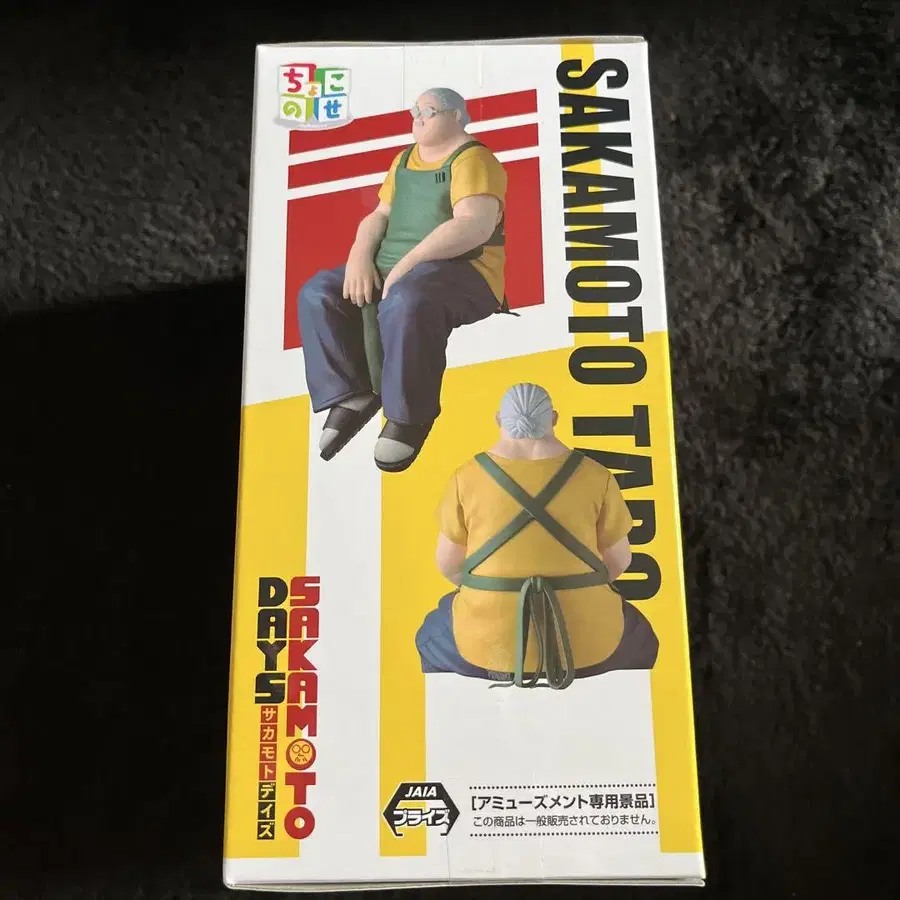 ちょこ
のせ
SAKAMOTO TARO
SAKAMOTO
DAYS
サカモトデイズ
JAIA
プライズ
[アミューズメント専用景品]
この商品は一般販売されておりません。